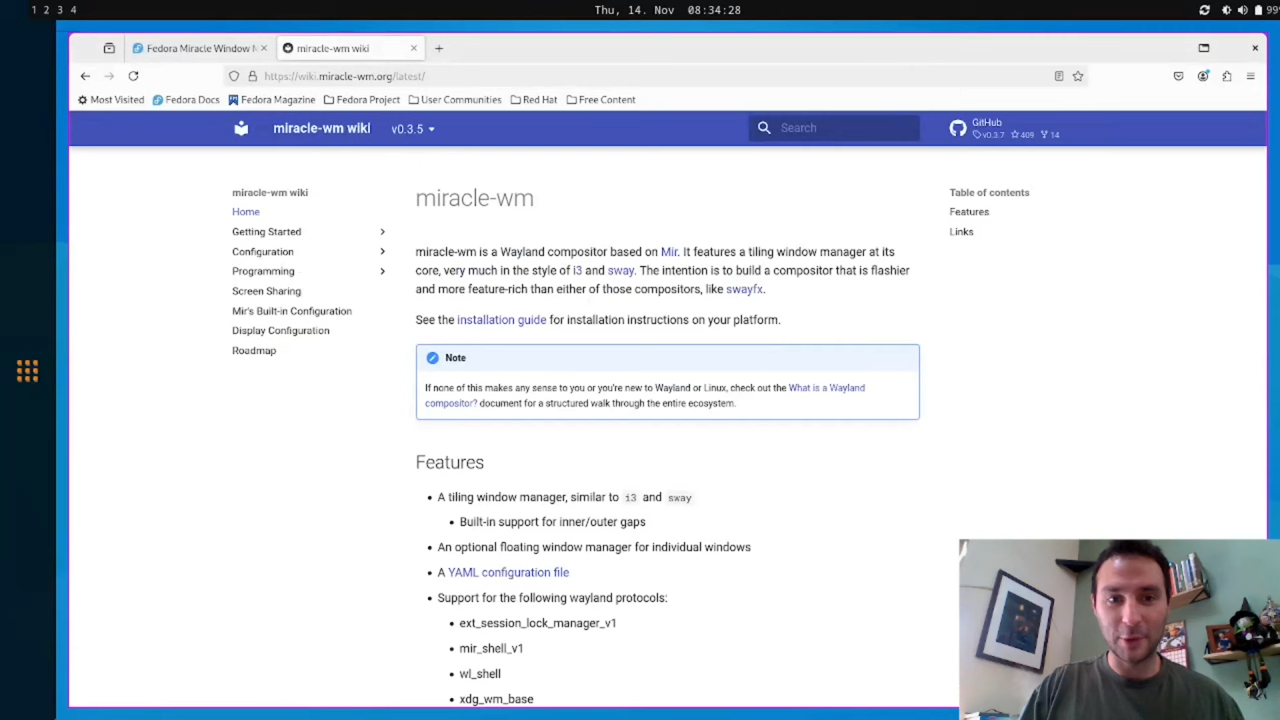 1 2 3 4
Thu, 14. Nov 08:34:28
99
Fedora Miracle Window
miracle-wm wiki
https://wiki.miracle-wm.org/latest/
Most Visited Fedora Docs Fedora Magazine Fedora Project User Communities Red Hat Free Content
miracle-wm wiki v0.3.5
Search
GitHub
v0.3.7 409 14
miracle-wm wiki
Home
Getting Started
Configuration
Programming
Screen Sharing
Mir's Built-in Configuration
Display Configuration
Roadmap
miracle-wm
miracle-wm is a Wayland compositor based on Mir. It features a tiling window manager at its
core, very much in the style of i3 and sway. The intention is to build a compositor that is flashier
and more feature-rich than either of those compositors, like swayfx.
See the installation guide for installation instructions on your platform.
Note
If none of this makes any sense to you or you're new to Wayland or Linux, check out the What is a Wayland
compositor? document for a structured walk through the entire ecosystem.
Features
A tiling window manager, similar to i3 and sway
Built-in support for inner/outer gaps
An optional floating window manager for individual windows
A YAML configuration file
Support for the following wayland protocols:
ext_session_lock_manager_v1
mir_shell_v1
wl_shell
xdg_wm_base
Table of contents
Features
Links